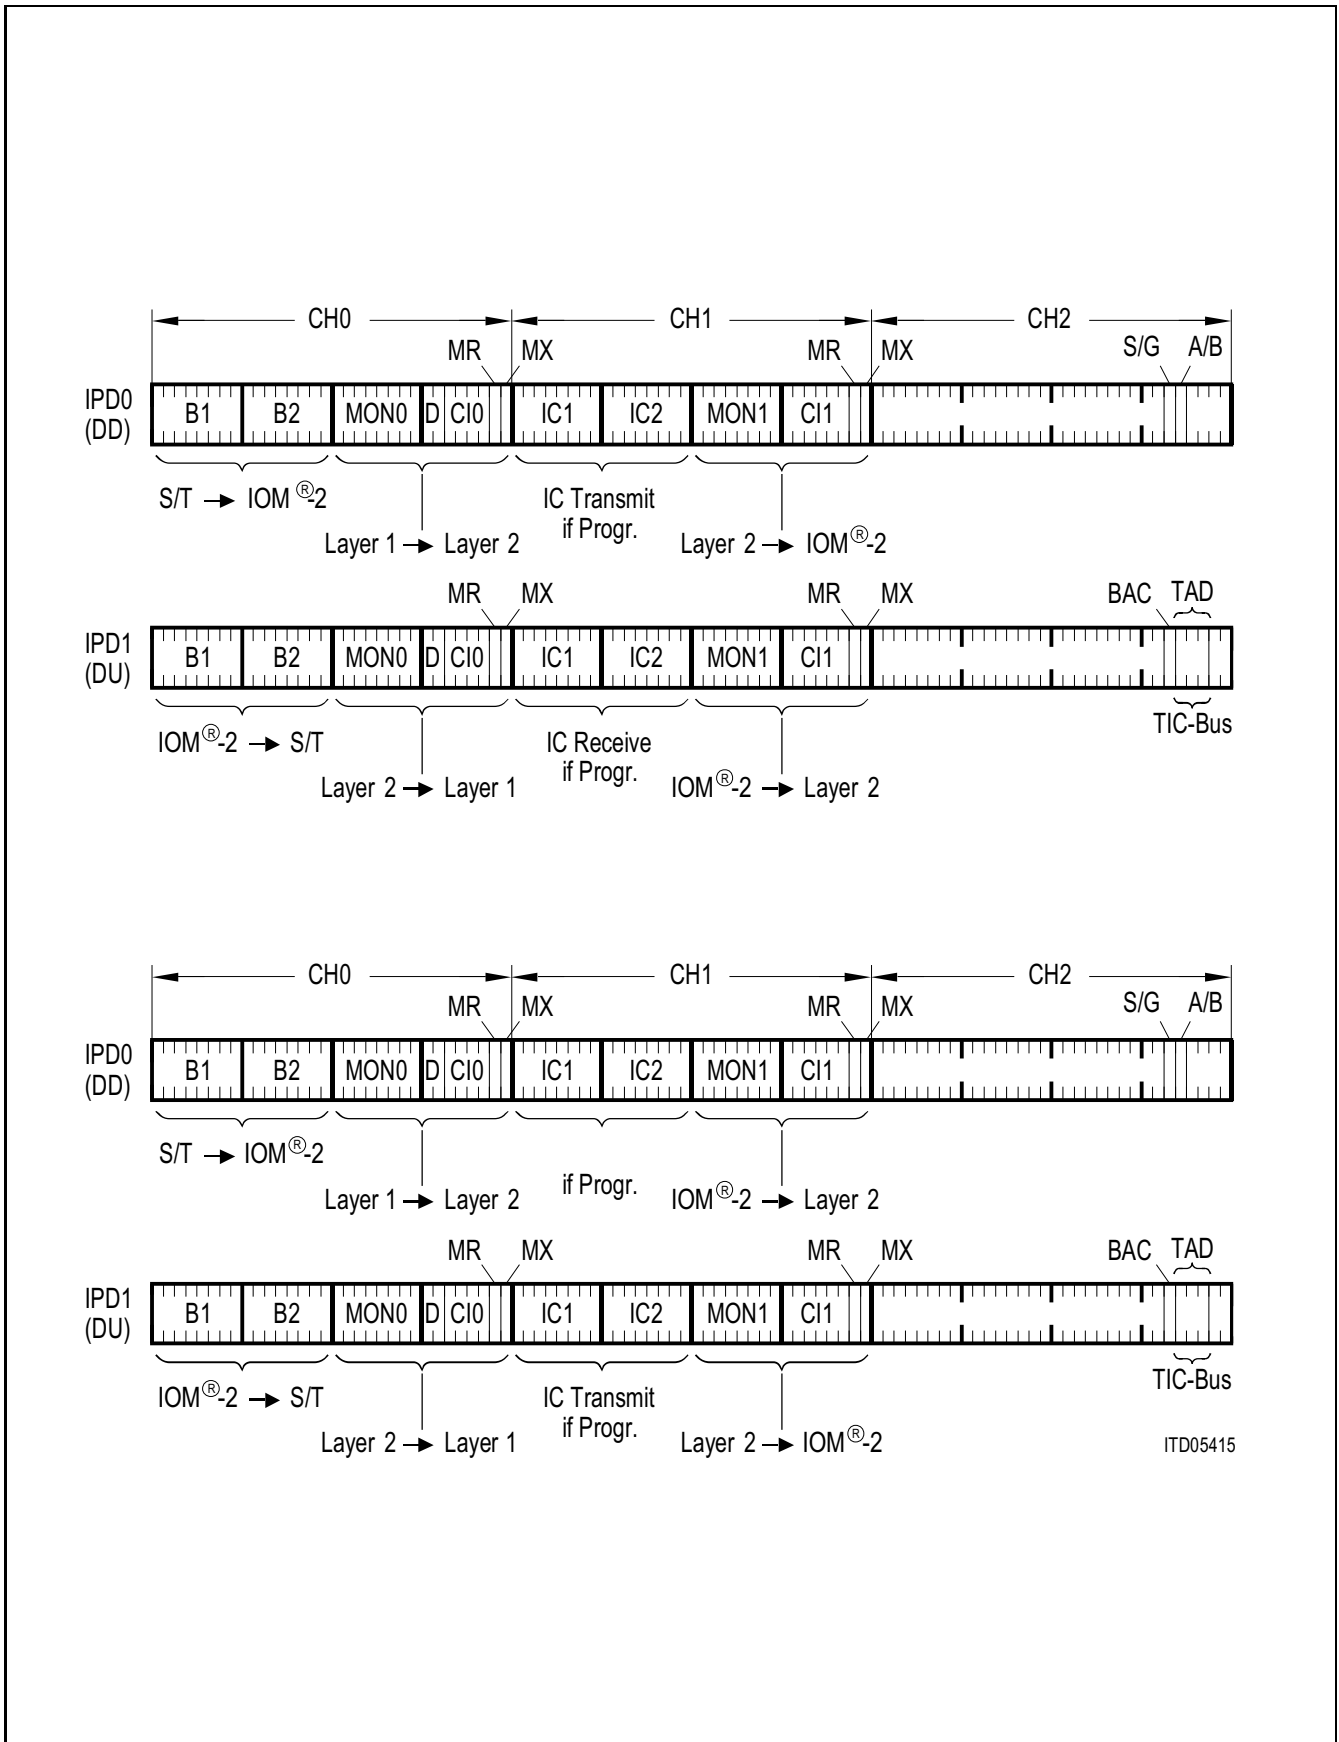 CH0 CH1 CH2
MR MX MR MX S/G A/B
IPD0
(DD)
B1 B2 MON0 D CI0 IC1 IC2 MON1 CI1
S/T → IOM®-2
IC Transmit
if Progr.
Layer 1 → Layer 2 Layer 2 → IOM®-2
MR MX MR MX BAC TAD
IPD1
(DU)
B1 B2 MON0 D CI0 IC1 IC2 MON1 CI1
TIC-Bus
IOM®-2 → S/T
IC Receive
if Progr.
Layer 2 → Layer 1 IOM®-2 → Layer 2
CH0 CH1 CH2
MR MX MR MX S/G A/B
IPD0
(DD)
B1 B2 MON0 D CI0 IC1 IC2 MON1 CI1
S/T → IOM®-2
if Progr.
Layer 1 → Layer 2 IOM®-2 → Layer 2
MR MX MR MX BAC TAD
IPD1
(DU)
B1 B2 MON0 D CI0 IC1 IC2 MON1 CI1
TIC-Bus
IOM®-2 → S/T
IC Transmit
if Progr.
Layer 2 → Layer 1 Layer 2 → IOM®-2
ITD05415